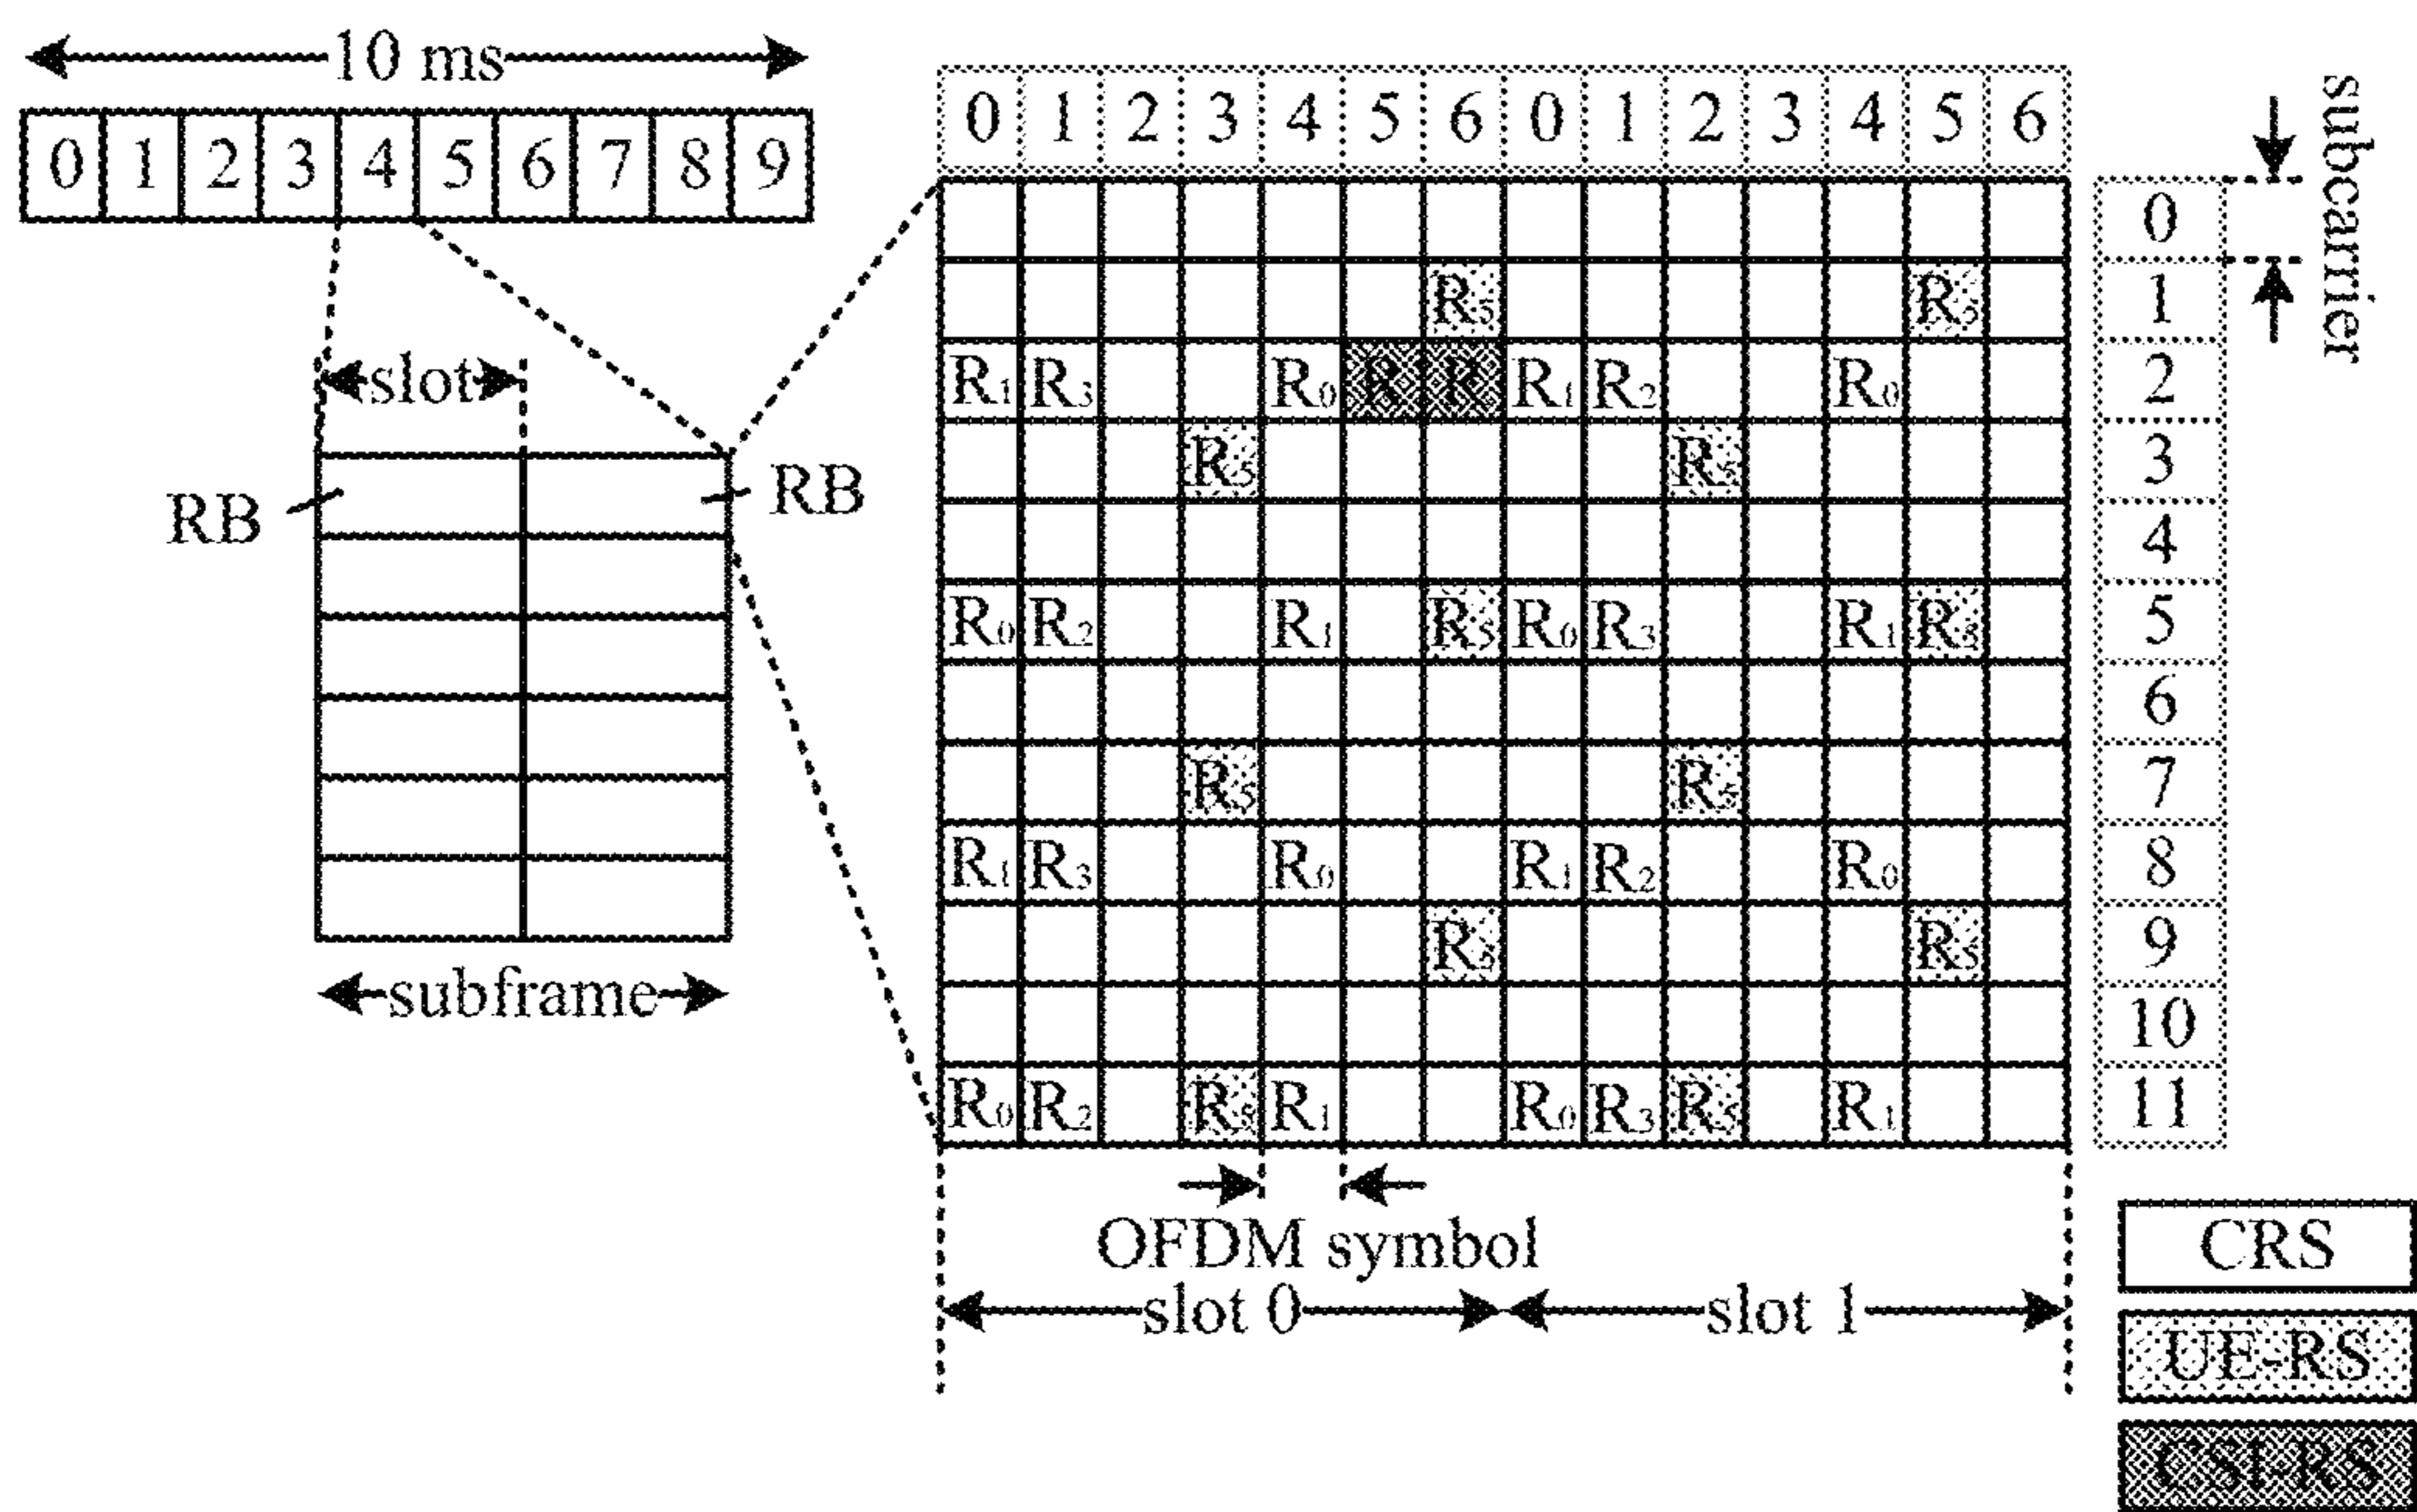 10 ms
0 1 2 3 4 5 6 7 8 9
slot
RB RB
subframe
0 1 2 3 4 5 6 0 1 2 3 4 5 6
subcarrier
0
R₅ R₅ 1
R₁ R₃ R₀ R R R₁ R₂ R₀ 2
R₅ R₅ 3
4
R₀ R₂ R₁ R₅ R₀ R₃ R₁ R₅ 5
6
R₅ R₅ 7
R₁ R₃ R₀ R₁ R₂ R₀ 8
R₅ R₅ 9
10
R₀ R₂ R₅ R₁ R₀ R₃ R₅ R₁ 11
OFDM symbol
slot 0 slot 1
CRS
UE-RS
CSI-RS